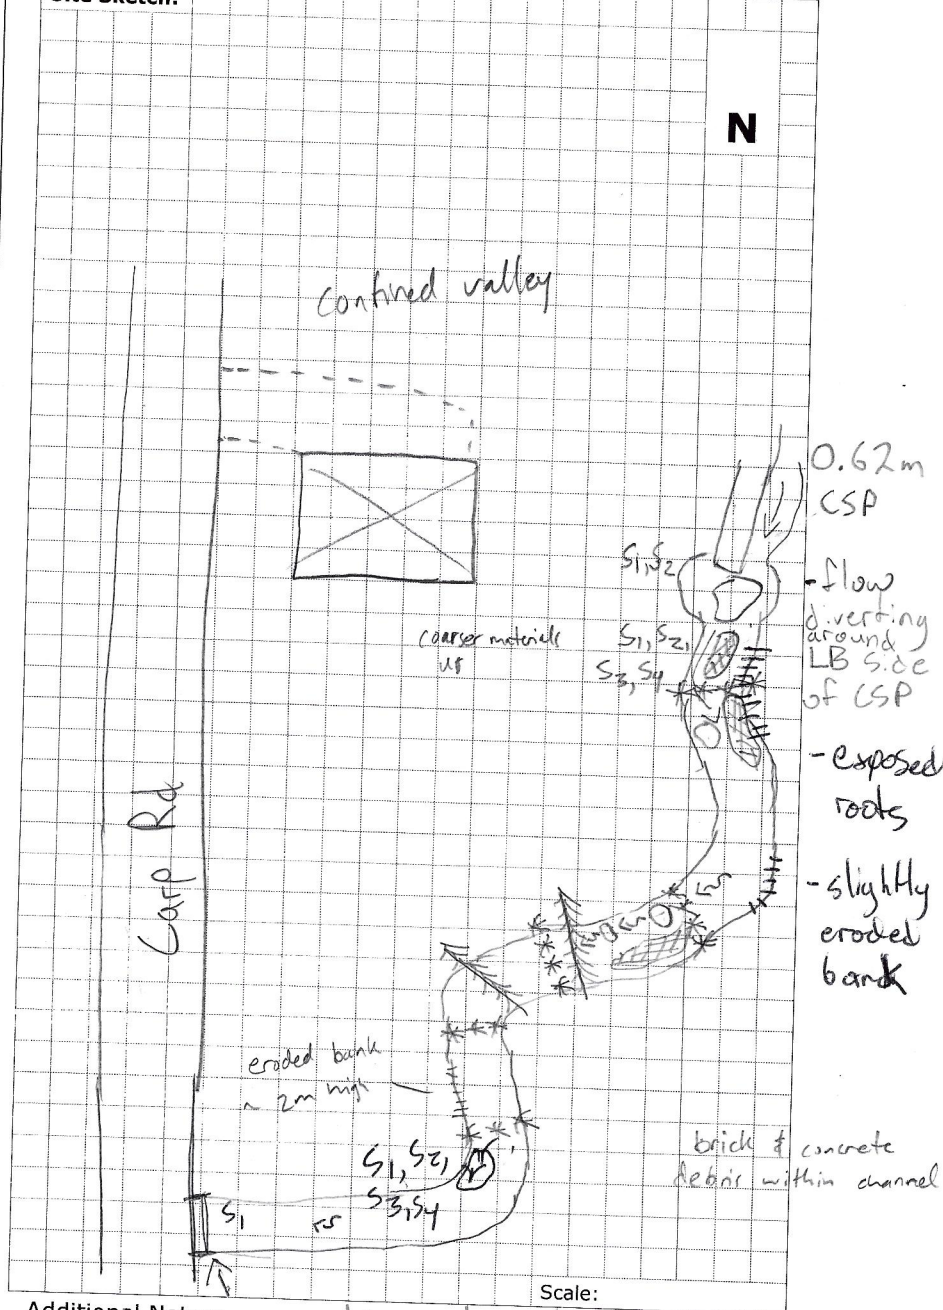 Site Sketch:
N
Confined valley
0.62m
CSP
S1, S2
- flow
diverting
around
LB side
of CSP
coarser materials
us
S1, S2,
S3, S4
- exposed
roots
Carp Rd
- slightly
eroded
bank
eroded bank
~ 2m high
brick & concrete
debris within channel
S1, S2,
S3, S4
S1
Scale: